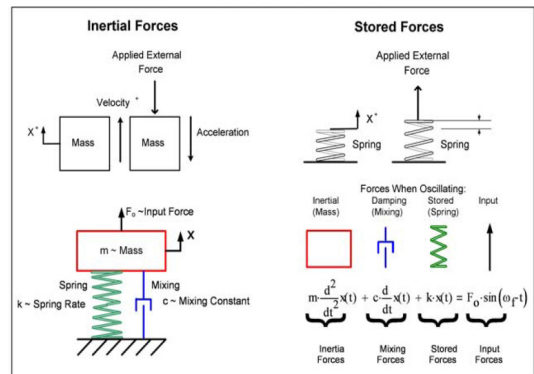 Inertial Forces
Applied External
Force
Velocity +
X+
Mass
Mass
Acceleration
Fo ~Input Force
m ~ Mass
X
Spring
k ~ Spring Rate
Mixing
c ~ Mixing Constant
Stored Forces
Applied External
Force
X+
Spring
Spring
Forces When Oscillating:
Inertial
(Mass)
Damping
(Mixing)
Stored
(Spring)
Input
m·d²/dt² x(t) + c·d/dt x(t) + k·x(t) = Fo·sin(ωf·t)
Inertia
Forces
Mixing
Forces
Stored
Forces
Input
Forces